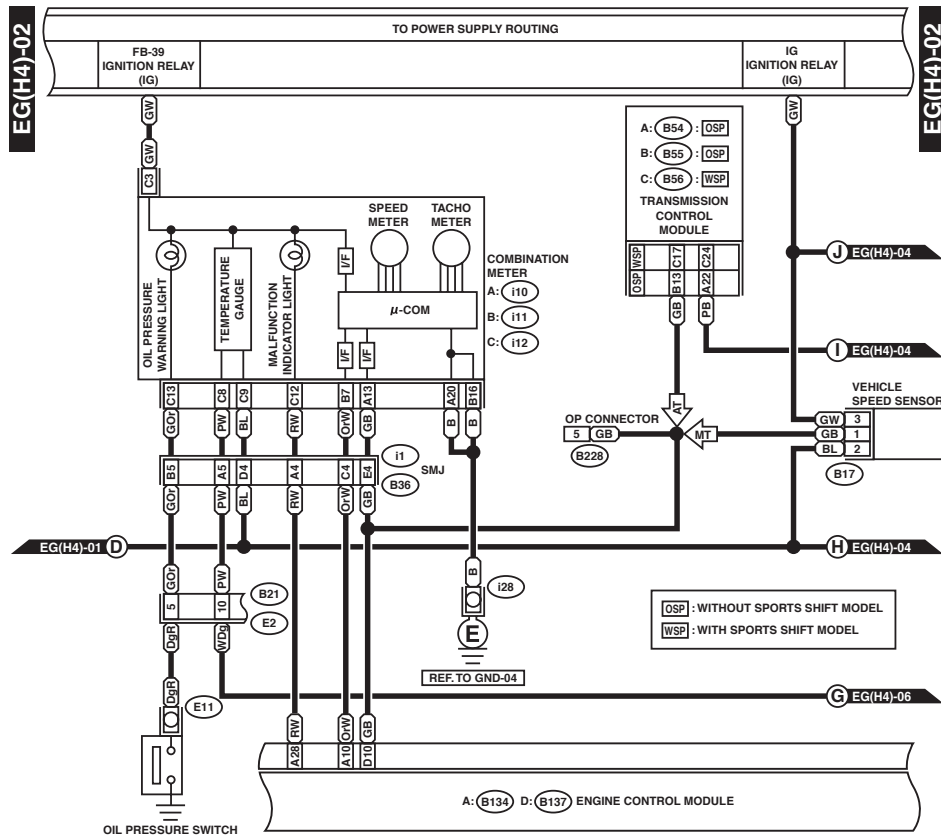 EG(H4)-02
EG(H4)-02
TO POWER SUPPLY ROUTING
FB-39
IGNITION RELAY
(IG)
IG
IGNITION RELAY
(IG)
GW
GW
GW
C3
A: B54 : OSP
B: B55 : OSP
C: B56 : WSP
TRANSMISSION
CONTROL
MODULE
WSP C17 C24
OSP B13 A22
GB PB
SPEED
METER
TACHO
METER
I/F
COMBINATION
METER
A: i10
B: i11
C: i12
OIL PRESSURE
WARNING LIGHT
TEMPERATURE
GAUGE
MALFUNCTION
INDICATOR LIGHT
µ-COM
I/F I/F
J EG(H4)-04
I EG(H4)-04
C13 C8 C9 C12 B7 A13 A20 B16
GOr PW BL RW OrW GB B B
VEHICLE
SPEED SENSOR
GW 3
GB 1
BL 2
B17
OP CONNECTOR
5 GB
B228
AT
MT
B5 A5 D4 A4 C4 E4
i1
SMJ
B36
GOr PW BL RW OrW GB
EG(H4)-01 D
H EG(H4)-04
GOr PW
5 10
B21
E2
DgR WDg
B
i28
E
REF. TO GND-04
OSP : WITHOUT SPORTS SHIFT MODEL
WSP : WITH SPORTS SHIFT MODEL
DgR
E11
G EG(H4)-06
RW OrW GB
A28 A10 D10
A: B134 D: B137 ENGINE CONTROL MODULE
OIL PRESSURE SWITCH